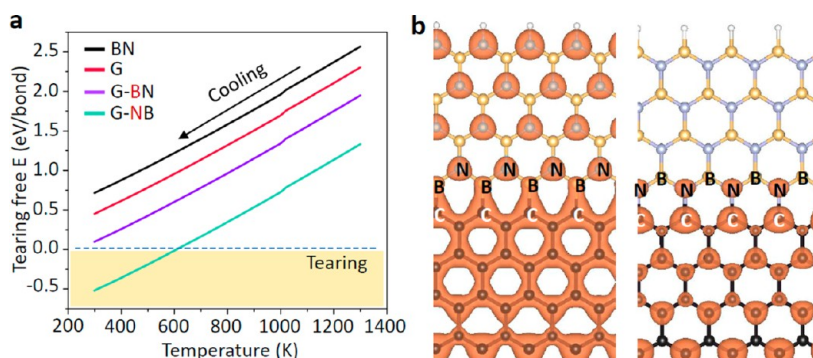 a
Tearing free E (eV/bond)
2.5
2.0
1.5
1.0
0.5
0.0
-0.5
BN
G
G-BN
G-NB
Cooling
Tearing
200 400 600 800 1000 1200 1400
Temperature (K)
b
N N N N
B B B B
C C C C
B B B B
N N N N
C C C C